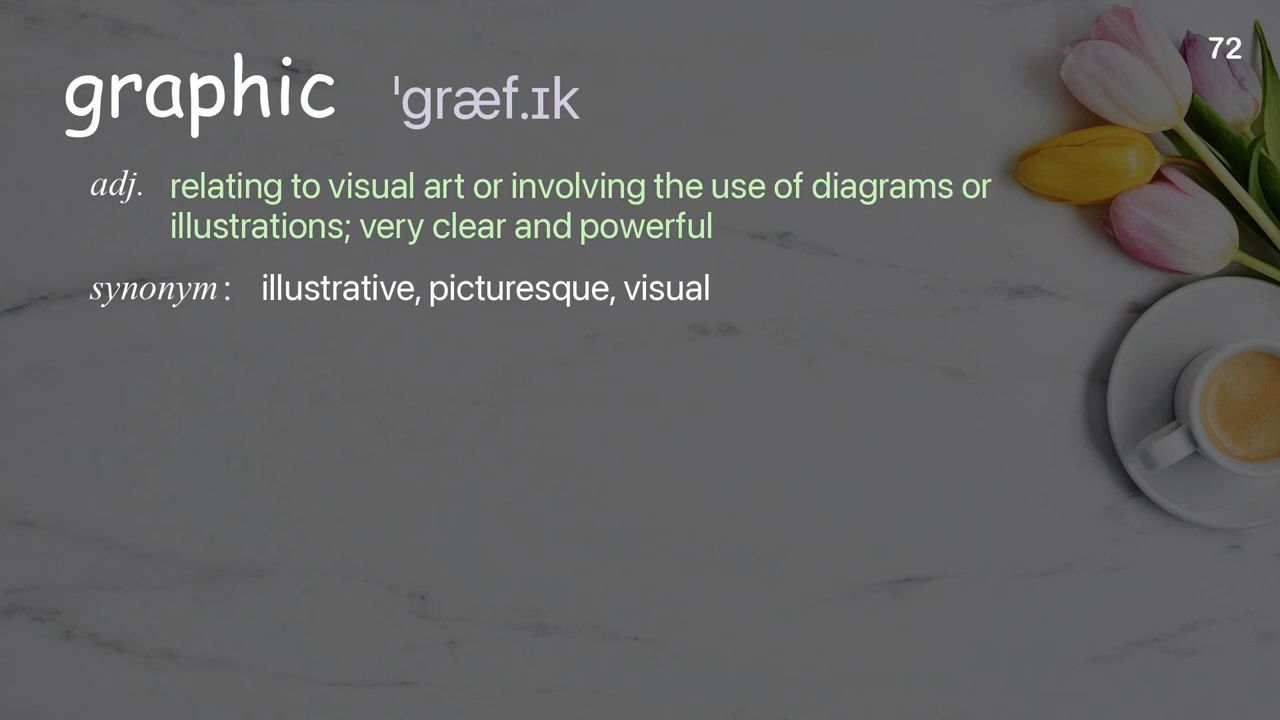 72
graphic ˈɡræf.ɪk
adj. relating to visual art or involving the use of diagrams or
illustrations; very clear and powerful
synonym: illustrative, picturesque, visual